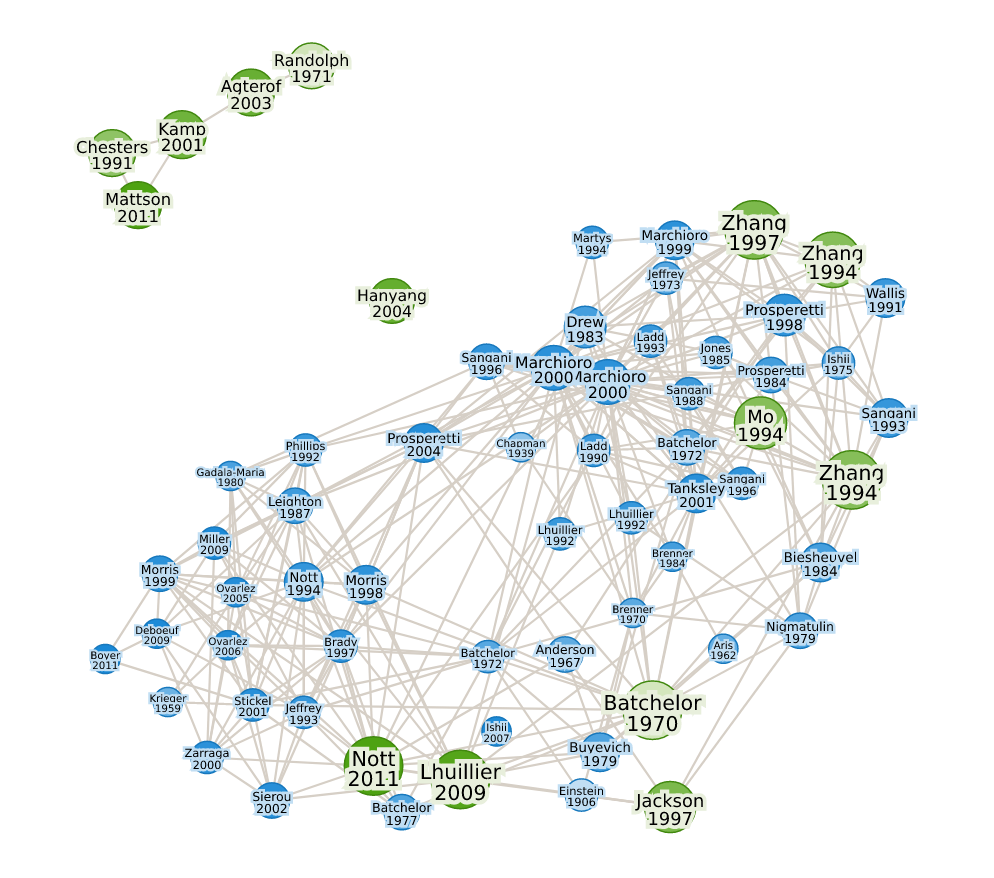 Randolph
1971
Agterof
2003
Kamp
2001
Chesters
1991
Mattson
2011
Hanyang
2004
Zhang
1997
Martys
1994
Marchioro
1999
Zhang
1994
Jeffrey
1973
Wallis
1991
Prosperetti
1998
Drew
1983
Ladd
1993
Jones
1985
Sangani
1996
Marchioro
2000
Marchioro
2000
Prosperetti
1984
Ishii
1975
Sangani
1988
Mo
1994
Sangani
1993
Prosperetti
2004
Chapman
1939
Ladd
1990
Batchelor
1972
Phillips
1992
Gadala-Maria
1980
Zhang
1994
Sangani
1996
Tanksley
2001
Leighton
1987
Lhuillier
1992
Lhuillier
1992
Miller
2009
Brenner
1984
Biesheuvel
1984
Morris
1999
Nott
1994
Morris
1998
Ovarlez
2005
Brenner
1970
Nigmatulin
1979
Deboeuf
2009
Ovarlez
2006
Brady
1997
Aris
1962
Boyer
2011
Batchelor
1972
Anderson
1967
Krieger
1959
Stickel
2001
Jeffrey
1993
Batchelor
1970
Ishii
2007
Buyevich
1979
Zarraga
2000
Nott
2011
Lhuillier
2009
Sierou
2002
Batchelor
1977
Einstein
1906
Jackson
1997